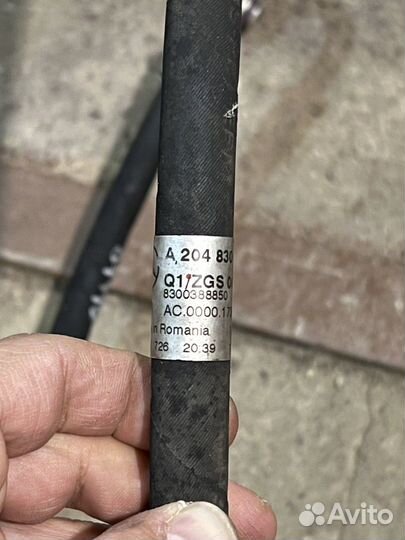 A 204 830
Q1/ZGS 0
8300388850
AC.0000.17
in Romania
726 20:39
Avito